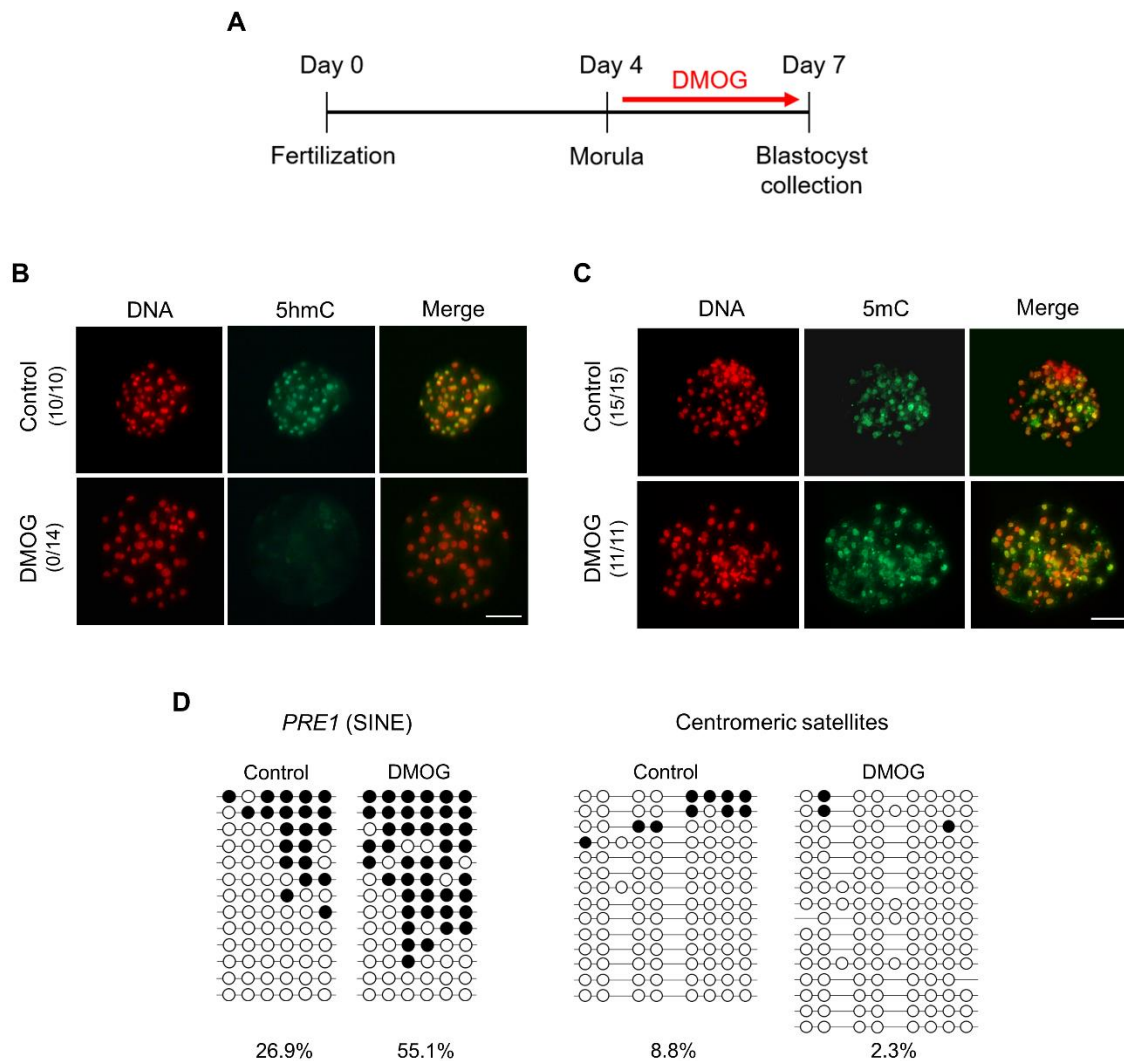 A
Day 0
Day 4
Day 7
DMOG
Fertilization
Morula
Blastocyst
collection
B
DNA
5hmC
Merge
Control
(10/10)
DMOG
(0/14)
C
DNA
5mC
Merge
Control
(15/15)
DMOG
(11/11)
D
PRE1 (SINE)
Centromeric satellites
Control
DMOG
Control
DMOG
26.9%
55.1%
8.8%
2.3%